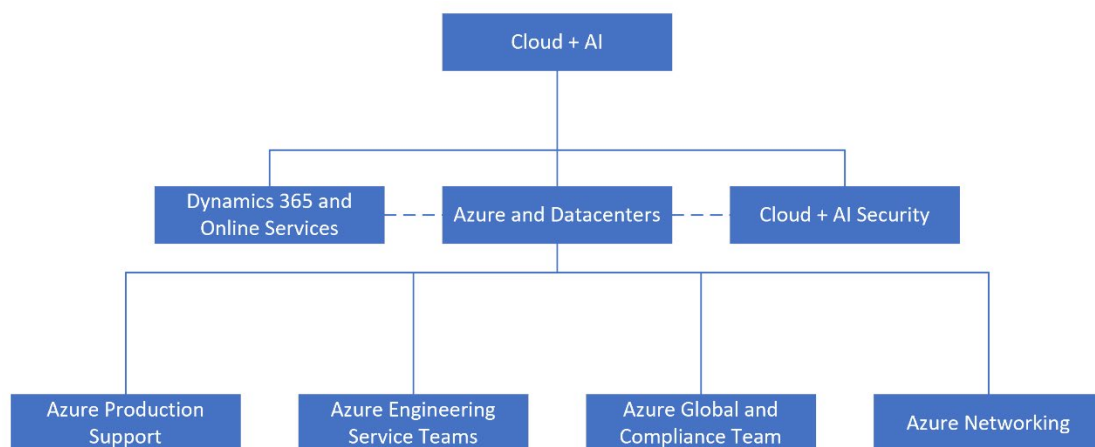 Cloud + AI
Dynamics 365 and
Online Services
Azure and Datacenters
Cloud + AI Security
Azure Production
Support
Azure Engineering
Service Teams
Azure Global and
Compliance Team
Azure Networking